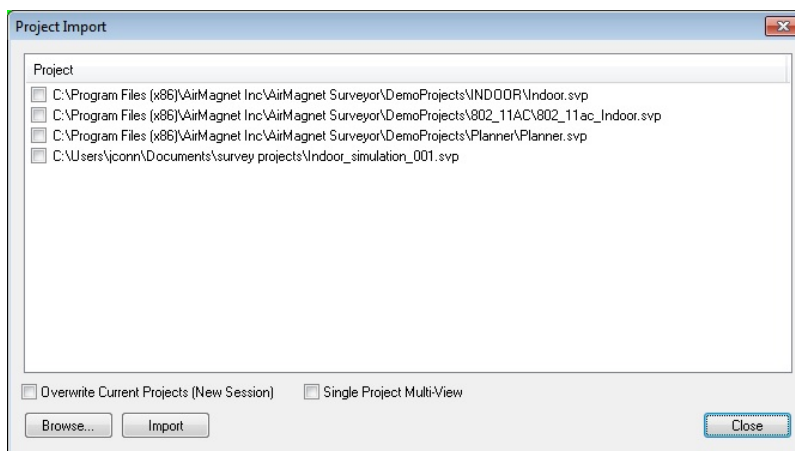 Project Import
Project
C:\Program Files (x86)\AirMagnet Inc\AirMagnet Surveyor\DemoProjects\INDOOR\Indoor.svp
C:\Program Files (x86)\AirMagnet Inc\AirMagnet Surveyor\DemoProjects\802_11AC\802_11ac_Indoor.svp
C:\Program Files (x86)\AirMagnet Inc\AirMagnet Surveyor\DemoProjects\Planner\Planner.svp
C:\Users\jconn\Documents\survey projects\Indoor_simulation_001.svp
Overwrite Current Projects (New Session) Single Project Multi-View
Browse... Import Close